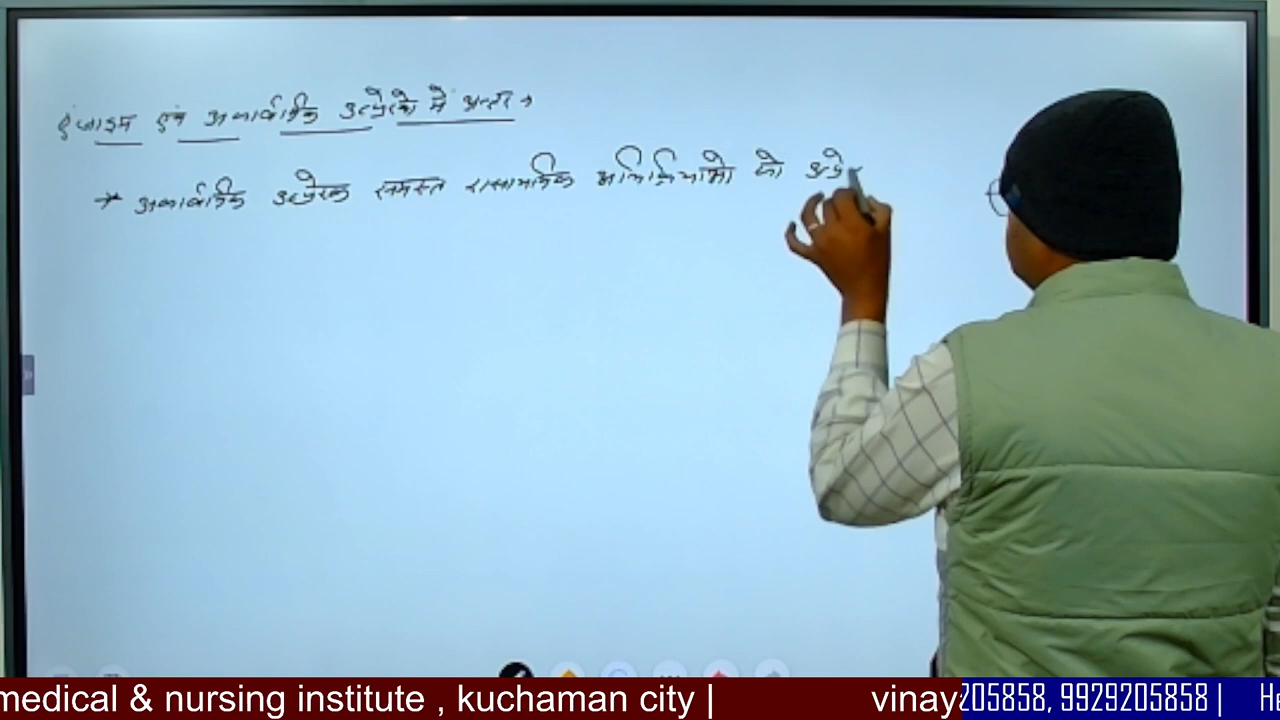 एंजाइम एवं अकार्बनिक उत्प्रेरको में अन्तर →
* अकार्बनिक उत्प्रेरक समस्त रासायनिक अभिक्रियाओ को उत्प्रे
medical & nursing institute , kuchaman city | vinay 205858, 9929205858 |